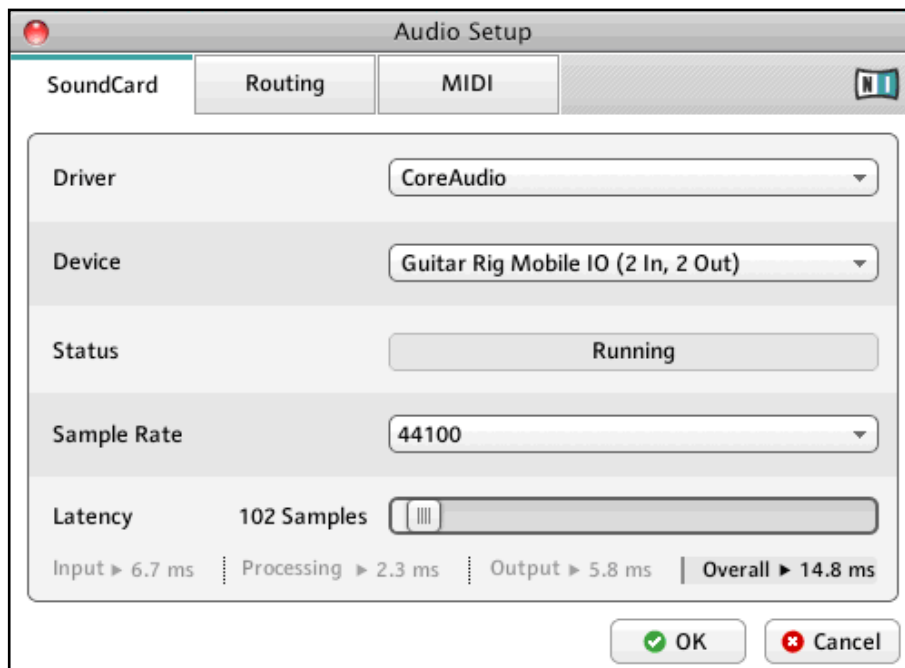 Audio Setup
SoundCard Routing MIDI NI
Driver CoreAudio
Device Guitar Rig Mobile IO (2 In, 2 Out)
Status Running
Sample Rate 44100
Latency 102 Samples
Input ▸ 6.7 ms Processing ▸ 2.3 ms Output ▸ 5.8 ms Overall ▸ 14.8 ms
OK Cancel